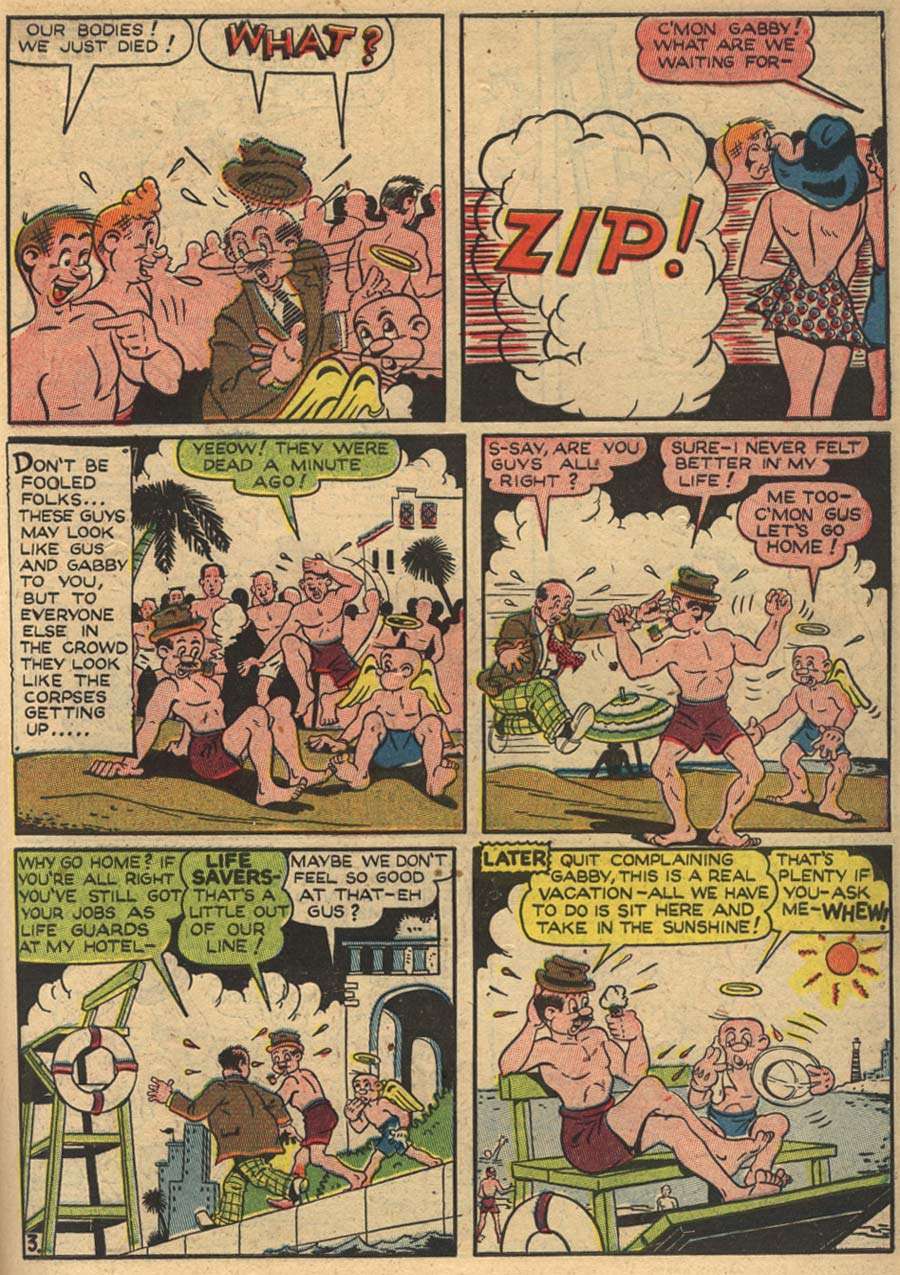 OUR BODIES!
WE JUST DIED!
WHAT?
C'MON GABBY!
WHAT ARE WE
WAITING FOR-
ZIP!
DON'T BE
FOOLED
FOLKS...
THESE GUYS
MAY LOOK
LIKE GUS
AND GABBY
TO YOU,
BUT TO
EVERYONE
ELSE IN
THE CROWD
THEY LOOK
LIKE THE
CORPSES
GETTING
UP.....
YEEOW! THEY WERE
DEAD A MINUTE
AGO!
S-SAY, ARE YOU
GUYS ALL
RIGHT?
SURE-I NEVER FELT
BETTER IN MY
LIFE!
ME TOO-
C'MON GUS
LET'S GO
HOME!
WHY GO HOME? IF
YOU'RE ALL RIGHT
YOU'VE STILL GOT
YOUR JOBS AS
LIFE GUARDS
AT MY HOTEL-
LIFE
SAVERS-
THAT'S A
LITTLE OUT
OF OUR
LINE!
MAYBE WE DON'T
FEEL SO GOOD
AT THAT-EH
GUS?
3
LATER:
QUIT COMPLAINING
GABBY, THIS IS A REAL
VACATION-ALL WE HAVE
TO DO IS SIT HERE AND
TAKE IN THE SUNSHINE!
THAT'S
PLENTY IF
YOU-ASK
ME-WHEW!